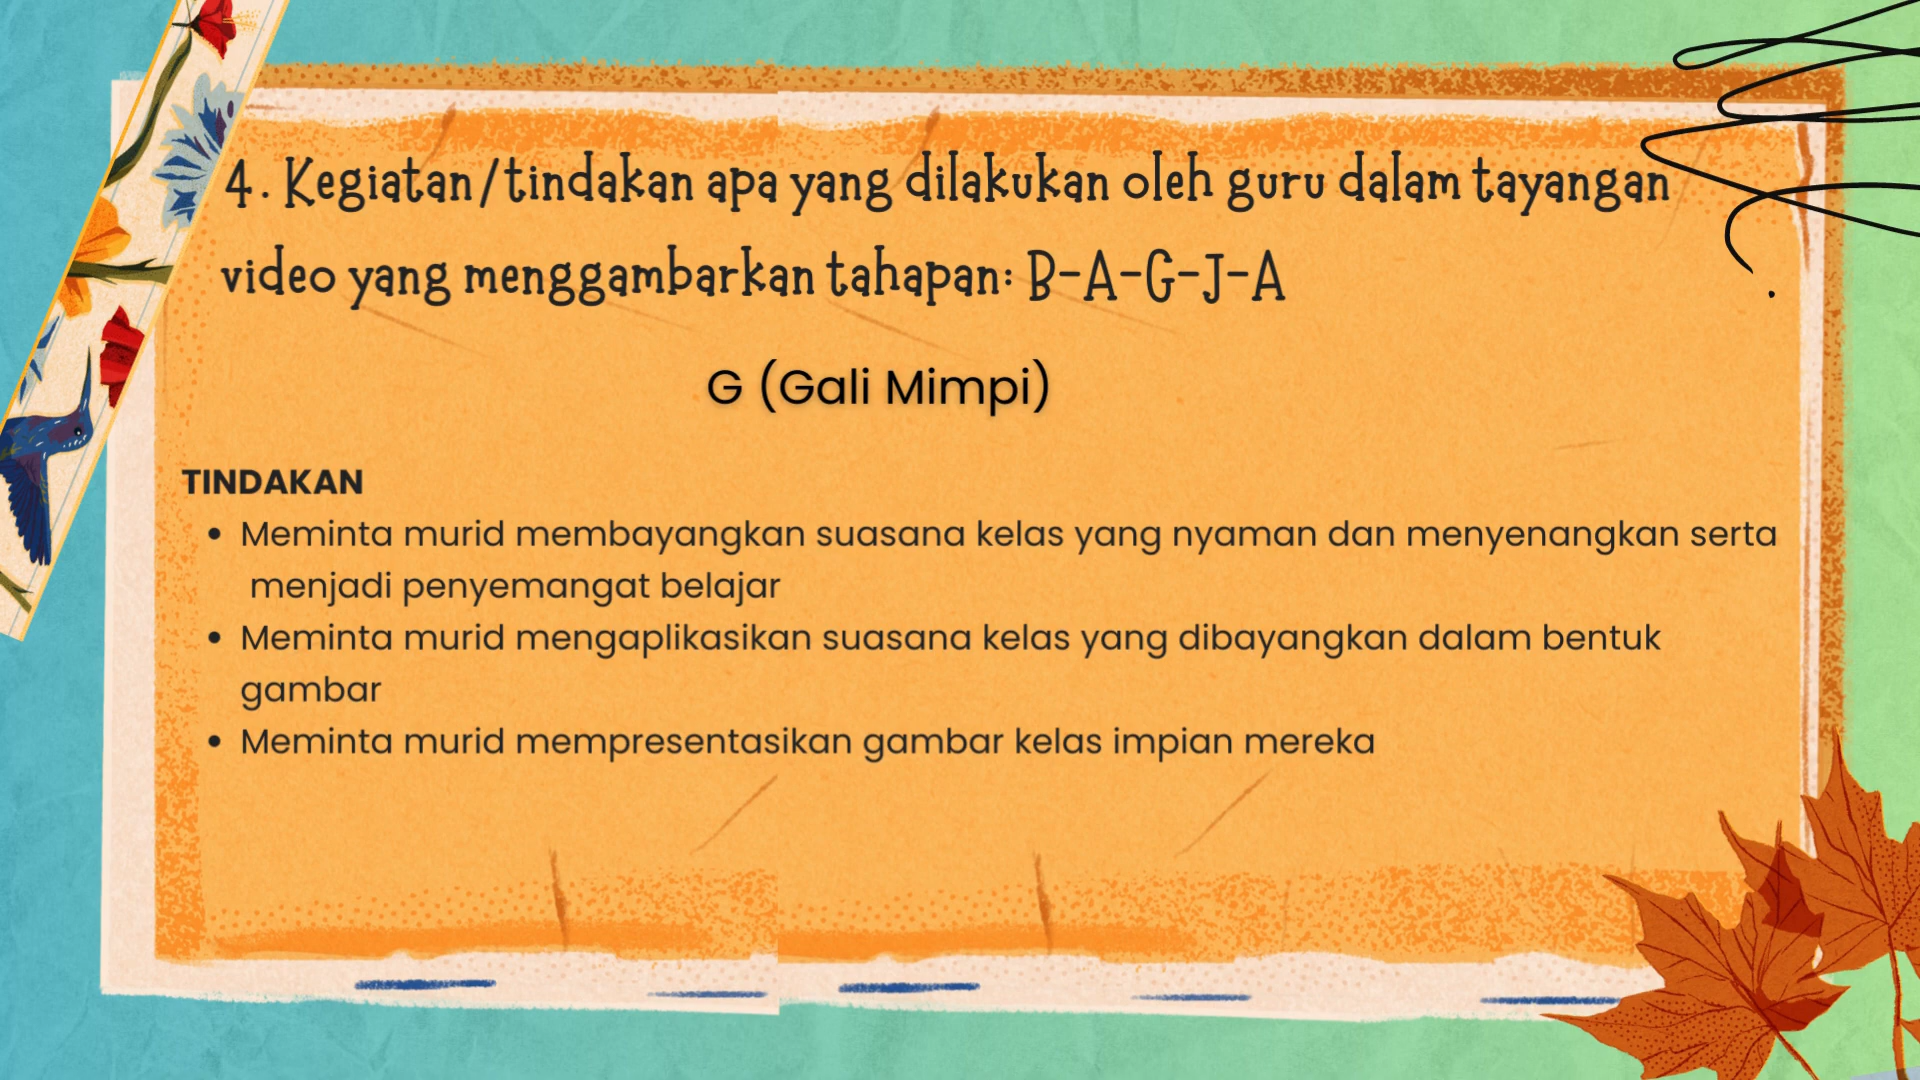 4. Kegiatan/tindakan apa yang dilakukan oleh guru dalam tayangan
video yang menggambarkan tahapan: B-A-G-J-A
G (Gali Mimpi)
TINDAKAN
• Meminta murid membayangkan suasana kelas yang nyaman dan menyenangkan serta
menjadi penyemangat belajar
• Meminta murid mengaplikasikan suasana kelas yang dibayangkan dalam bentuk
gambar
• Meminta murid mempresentasikan gambar kelas impian mereka